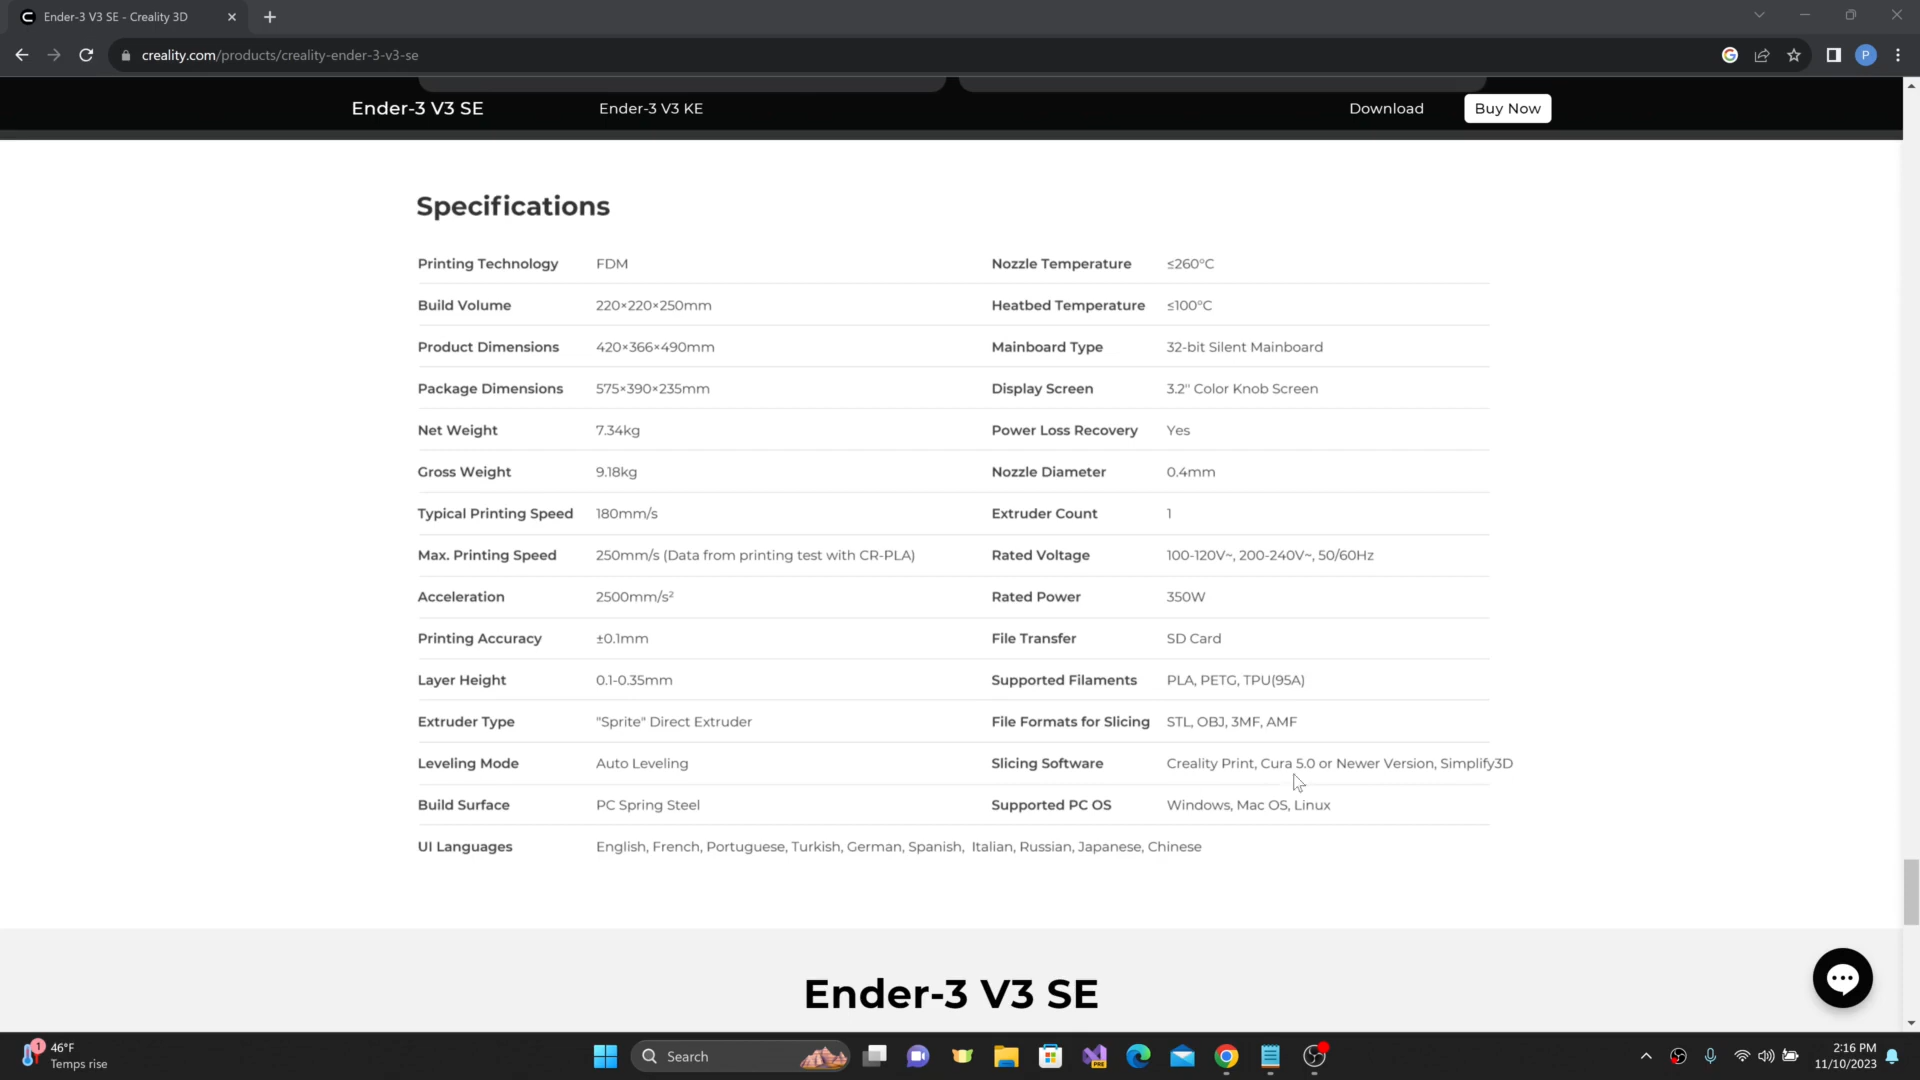 Ender-3 V3 SE - Creality 3D
creality.com/products/creality-ender-3-v3-se
P
Ender-3 V3 SE
Ender-3 V3 KE
Download
Buy Now
Specifications
Printing Technology FDM Nozzle Temperature ≤260°C
Build Volume 220×220×250mm Heatbed Temperature ≤100°C
Product Dimensions 420×366×490mm Mainboard Type 32-bit Silent Mainboard
Package Dimensions 575×390×235mm Display Screen 3.2" Color Knob Screen
Net Weight 7.34kg Power Loss Recovery Yes
Gross Weight 9.18kg Nozzle Diameter 0.4mm
Typical Printing Speed 180mm/s Extruder Count 1
Max. Printing Speed 250mm/s (Data from printing test with CR-PLA) Rated Voltage 100-120V~, 200-240V~, 50/60Hz
Acceleration 2500mm/s² Rated Power 350W
Printing Accuracy ±0.1mm File Transfer SD Card
Layer Height 0.1-0.35mm Supported Filaments PLA, PETG, TPU(95A)
Extruder Type "Sprite" Direct Extruder File Formats for Slicing STL, OBJ, 3MF, AMF
Leveling Mode Auto Leveling Slicing Software Creality Print, Cura 5.0 or Newer Version, Simplify3D
Build Surface PC Spring Steel Supported PC OS Windows, Mac OS, Linux
UI Languages English, French, Portuguese, Turkish, German, Spanish, Italian, Russian, Japanese, Chinese
Ender-3 V3 SE
1
46°F
Temps rise
Search
PRE
2:16 PM
11/10/2023